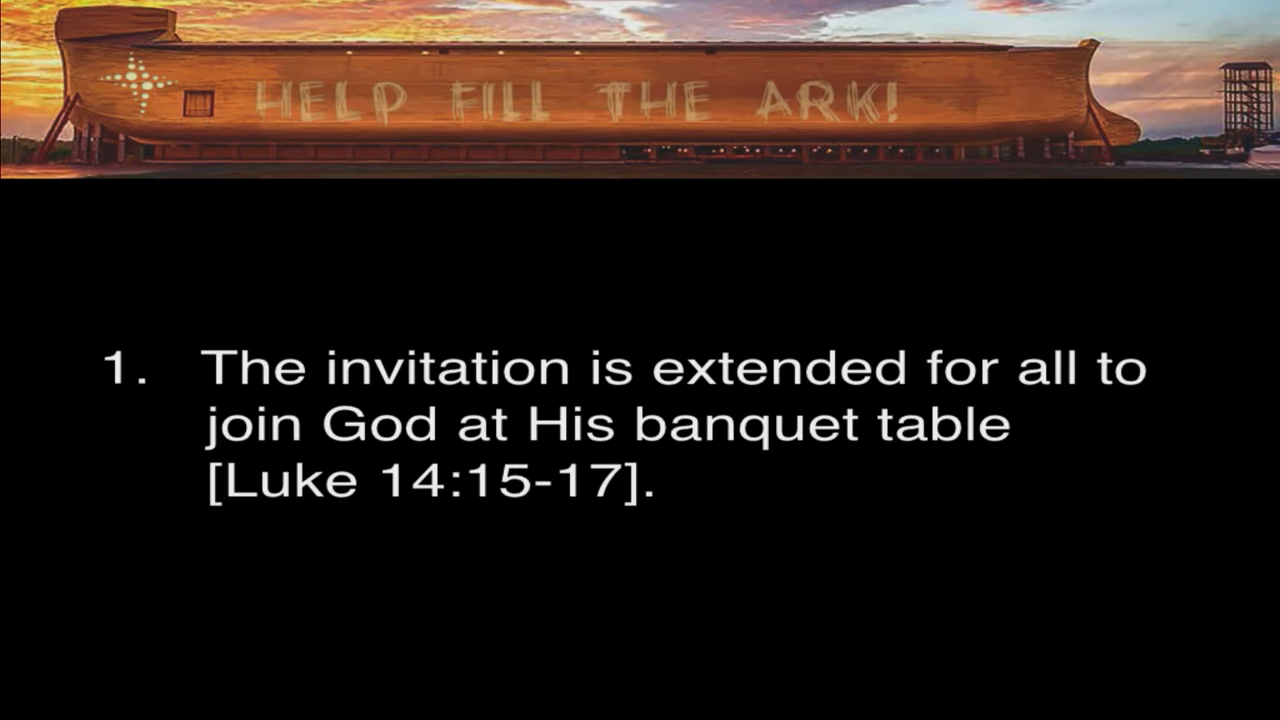 HELP FILL THE ARK!
1. The invitation is extended for all to
join God at His banquet table
[Luke 14:15-17].